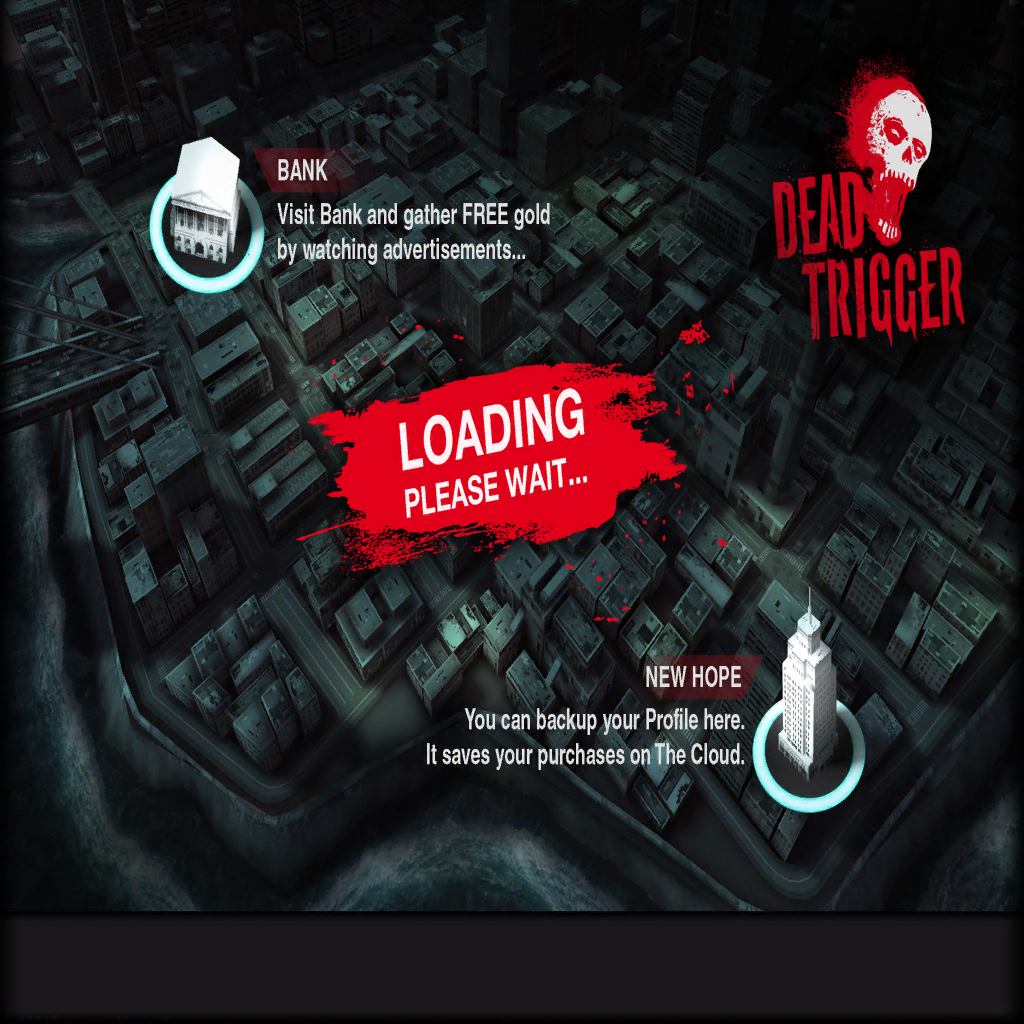 BANK
Visit Bank and gather FREE gold
by watching advertisements...
DEAD
TRIGGER
LOADING
PLEASE WAIT...
NEW HOPE
You can backup your Profile here.
It saves your purchases on The Cloud.